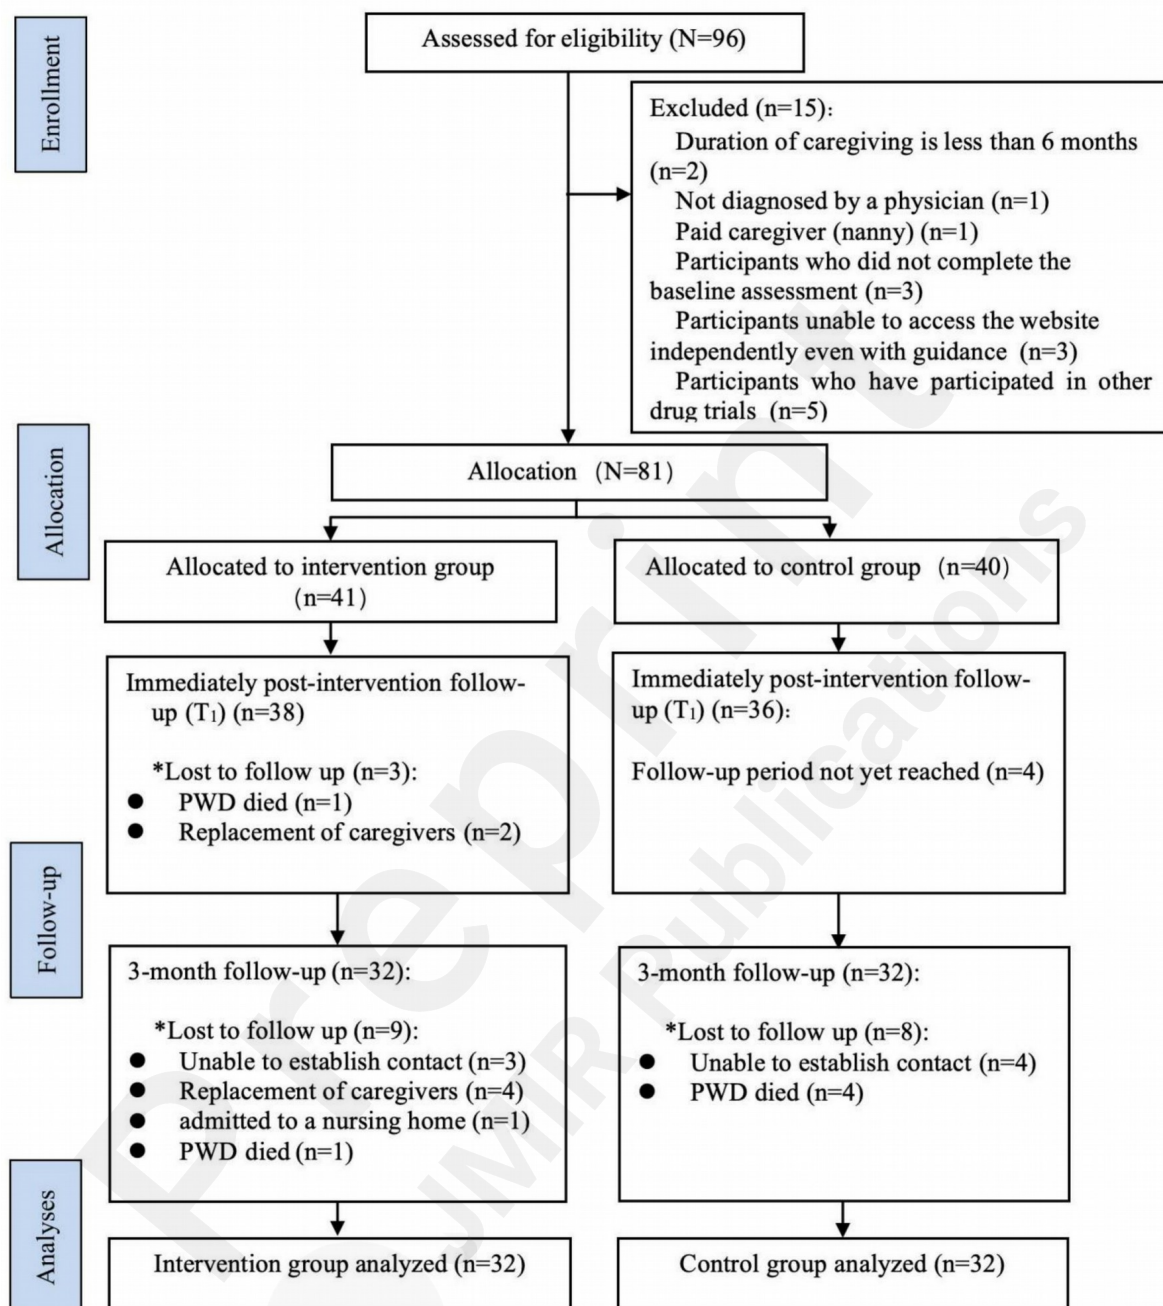 Enrollment
Assessed for eligibility (N=96)
Excluded (n=15):
Duration of caregiving is less than 6 months
(n=2)
Not diagnosed by a physician (n=1)
Paid caregiver (nanny) (n=1)
Participants who did not complete the
baseline assessment (n=3)
Participants unable to access the website
independently even with guidance (n=3)
Participants who have participated in other
drug trials (n=5)
Allocation
Allocation (N=81)
Allocated to intervention group
(n=41)
Allocated to control group (n=40)
Immediately post-intervention follow-
up (T₁) (n=38)
*Lost to follow up (n=3):
● PWD died (n=1)
● Replacement of caregivers (n=2)
Immediately post-intervention follow-
up (T₁) (n=36):
Follow-up period not yet reached (n=4)
Follow-up
3-month follow-up (n=32):
*Lost to follow up (n=9):
● Unable to establish contact (n=3)
● Replacement of caregivers (n=4)
● admitted to a nursing home (n=1)
● PWD died (n=1)
3-month follow-up (n=32):
*Lost to follow up (n=8):
● Unable to establish contact (n=4)
● PWD died (n=4)
Analyses
Intervention group analyzed (n=32)
Control group analyzed (n=32)
Preprint
JMIR Publications